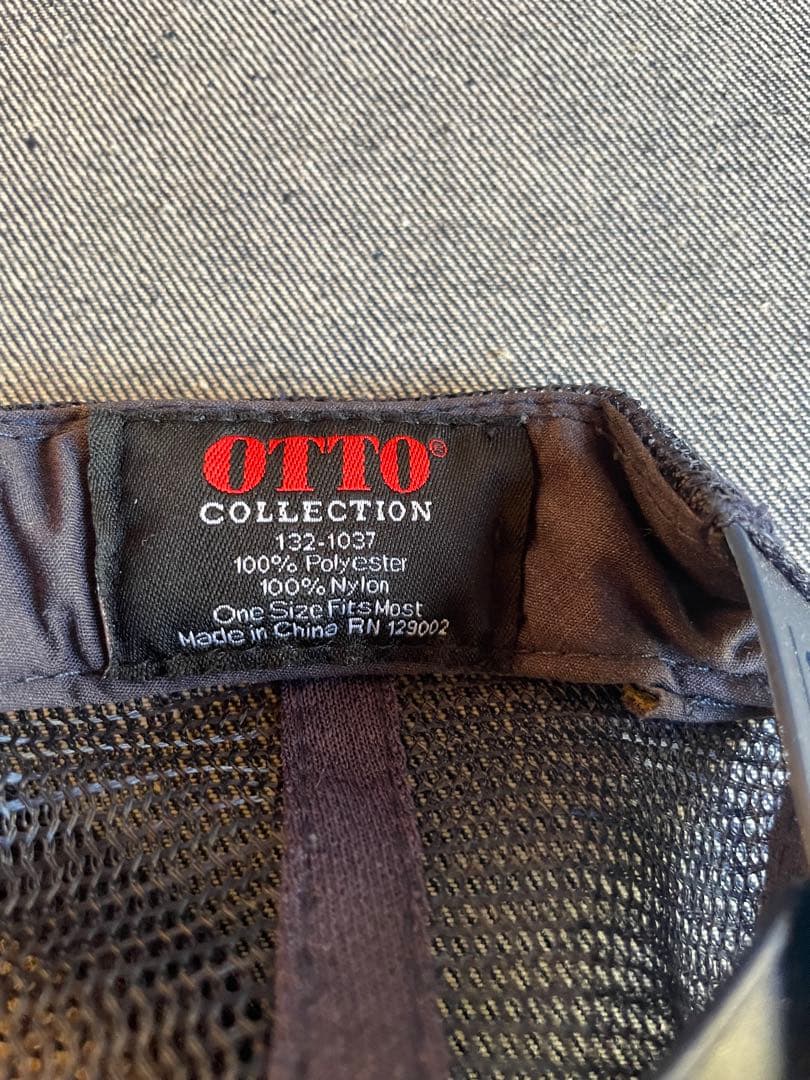 OTTO®
COLLECTION
132-1037
100% Polyester
100% Nylon
One Size Fits Most
Made in China RN 129002